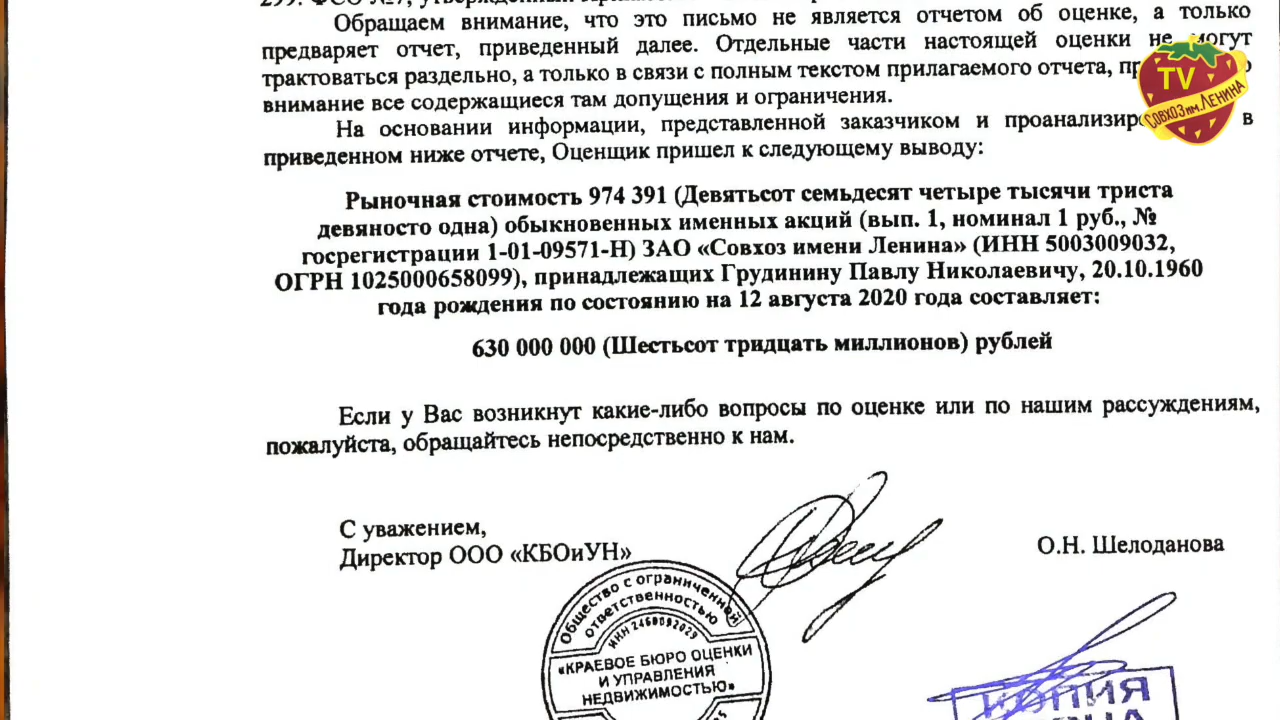 Обращаем внимание, что это письмо не является отчетом об оценке, а только
предваряет отчет, приведенный далее. Отдельные части настоящей оценки не могут
трактоваться раздельно, а только в связи с полным текстом прилагаемого отчета,
внимание все содержащиеся там допущения и ограничения.
На основании информации, представленной заказчиком и в
приведенном ниже отчете, Оценщик пришел к следующему выводу:
Рыночная стоимость 974 391 (Девятьсот семьдесят четыре тысячи триста
девяносто одна) обыкновенных именных акций (вып. 1, номинал 1 руб., №
госрегистрации 1-01-09571-Н) ЗАО «Совхоз имени Ленина» (ИНН 5003009032,
ОГРН 1025000658099), принадлежащих Грудинину Павлу Николаевичу, 20.10.1960
года рождения по состоянию на 12 августа 2020 года составляет:
630 000 000 (Шестьсот тридцать миллионов) рублей
Если у Вас возникнут какие-либо вопросы по оценке или по нашим рассуждениям,
пожалуйста, обращайтесь непосредственно к нам.
С уважением,
Директор ООО «КБОиУН»
О.Н. Шелоданова
Общество с ограниченной
ответственностью
ИНН 2460092029
«КРАЕВОЕ БЮРО ОЦЕНКИ
И УПРАВЛЕНИЯ
НЕДВИЖИМОСТЬЮ»
КОПИЯ
TV
СОВХОЗ им. ЛЕНИНА